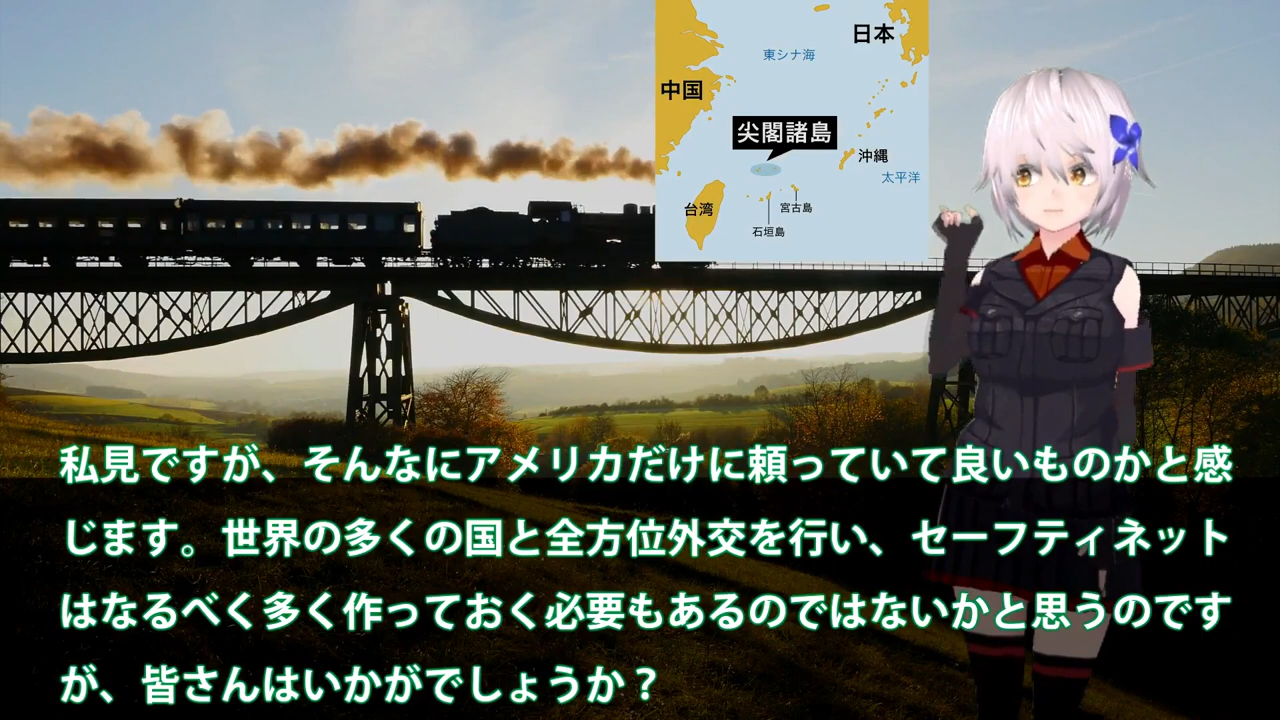 日本
東シナ海
中国
尖閣諸島
沖縄
太平洋
台湾
宮古島
石垣島
私見ですが、そんなにアメリカだけに頼っていて良いものかと感
じます。世界の多くの国と全方位外交を行い、セーフティネット
はなるべく多く作っておく必要もあるのではないかと思うのです
が、皆さんはいかがでしょうか？